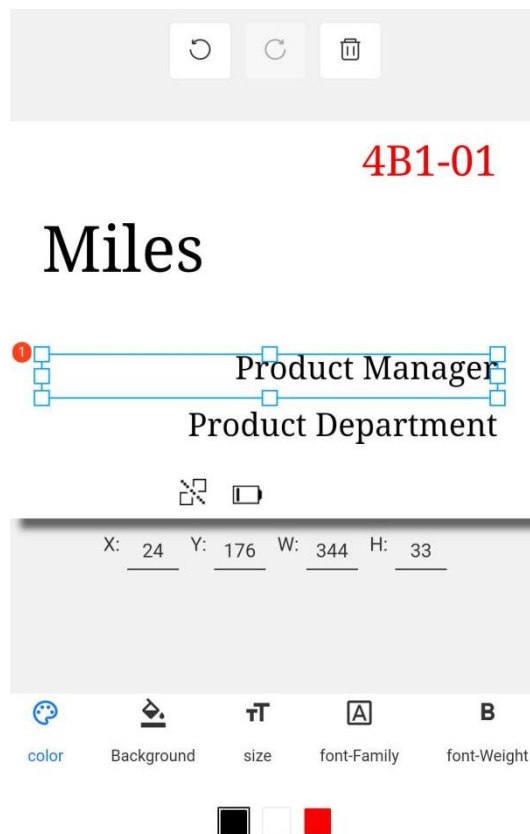 4B1-01
Miles
1
Product Manager
Product Department
X: 24 Y: 176 W: 344 H: 33
color Background size font-Family font-Weight